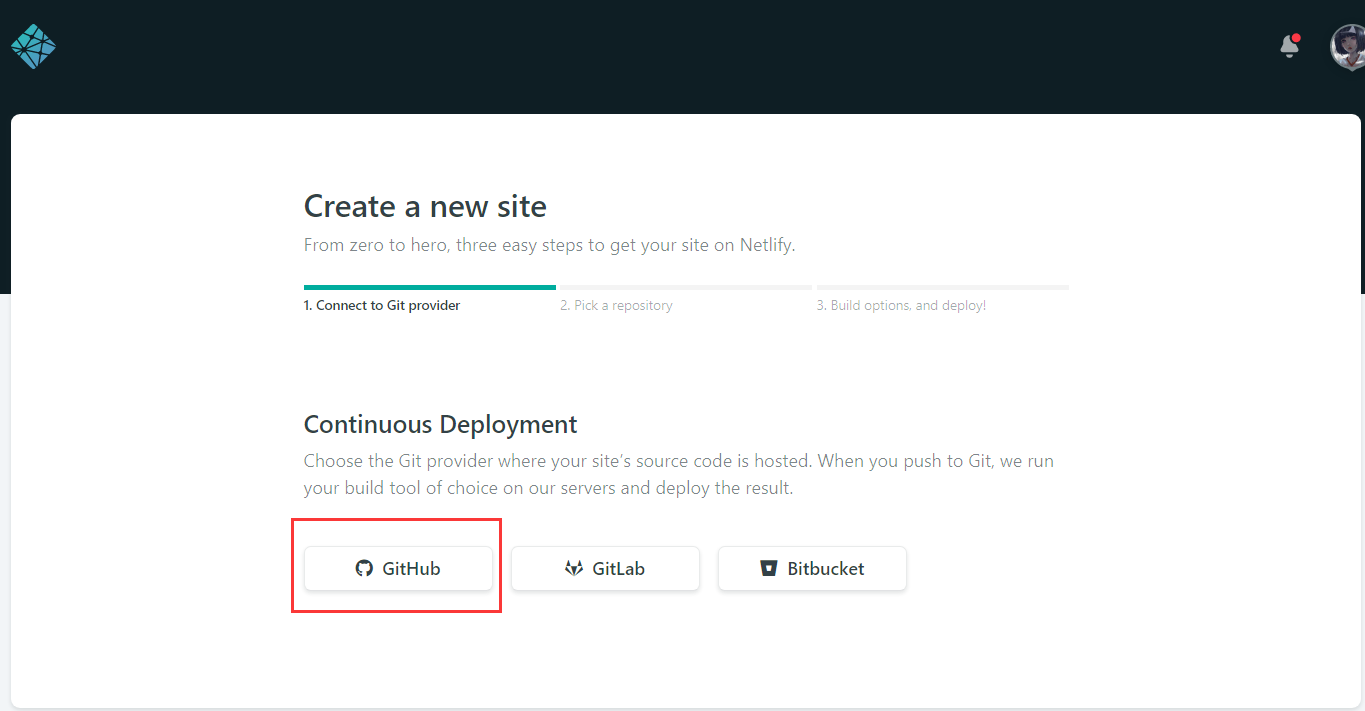 Create a new site
From zero to hero, three easy steps to get your site on Netlify.
1. Connect to Git provider
2. Pick a repository
3. Build options, and deploy!
Continuous Deployment
Choose the Git provider where your site's source code is hosted. When you push to Git, we run
your build tool of choice on our servers and deploy the result.
GitHub
GitLab
Bitbucket